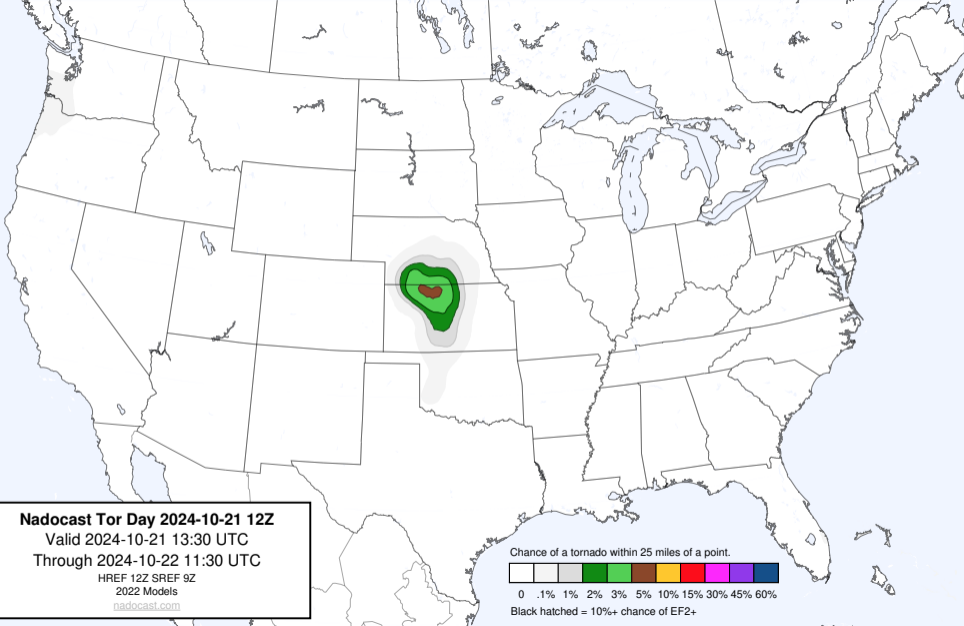 Nadocast Tor Day 2024-10-21 12Z
Valid 2024-10-21 13:30 UTC
Through 2024-10-22 11:30 UTC
HREF 12Z SREF 9Z
2022 Models
nadocast.com
Chance of a tornado within 25 miles of a point.
0 .1% 1% 2% 3% 5% 10% 15% 30% 45% 60%
Black hatched = 10%+ chance of EF2+